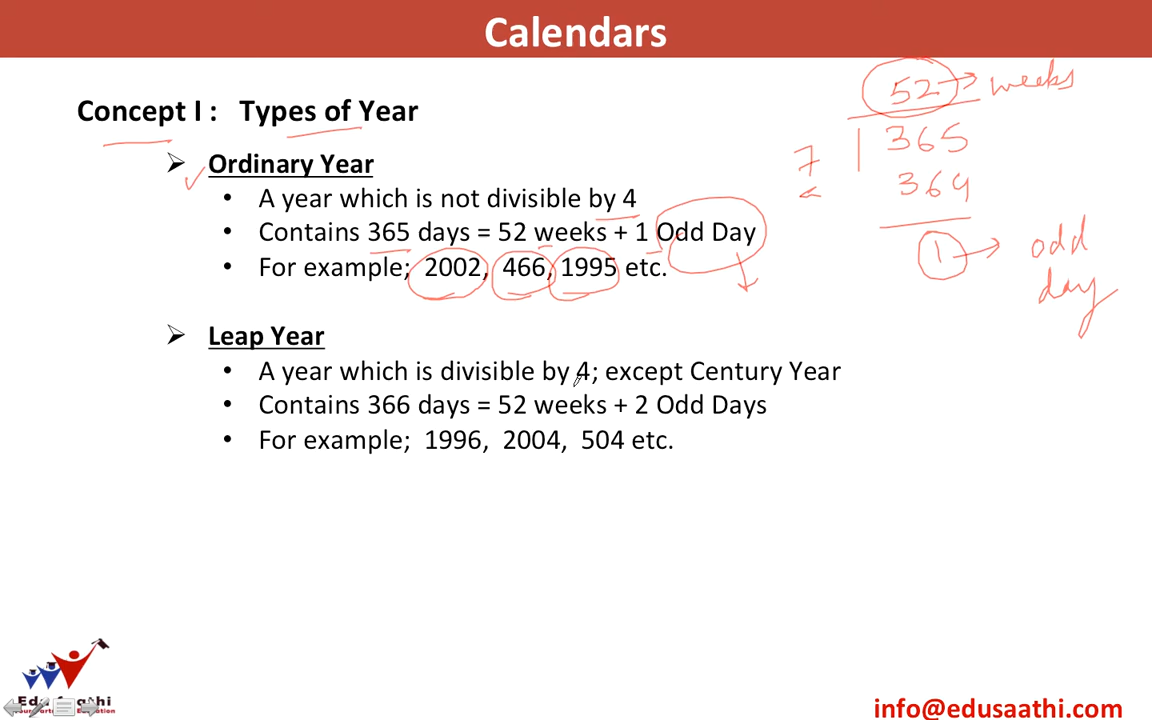 Calendars
Concept I : Types of Year
Ordinary Year
A year which is not divisible by 4
Contains 365 days = 52 weeks + 1 Odd Day
For example; 2002, 466, 1995 etc.
Leap Year
A year which is divisible by 4; except Century Year
Contains 366 days = 52 weeks + 2 Odd Days
For example; 1996, 2004, 504 etc.
52 → weeks
7 365
364
1 → odd
day
info@edusaathi.com